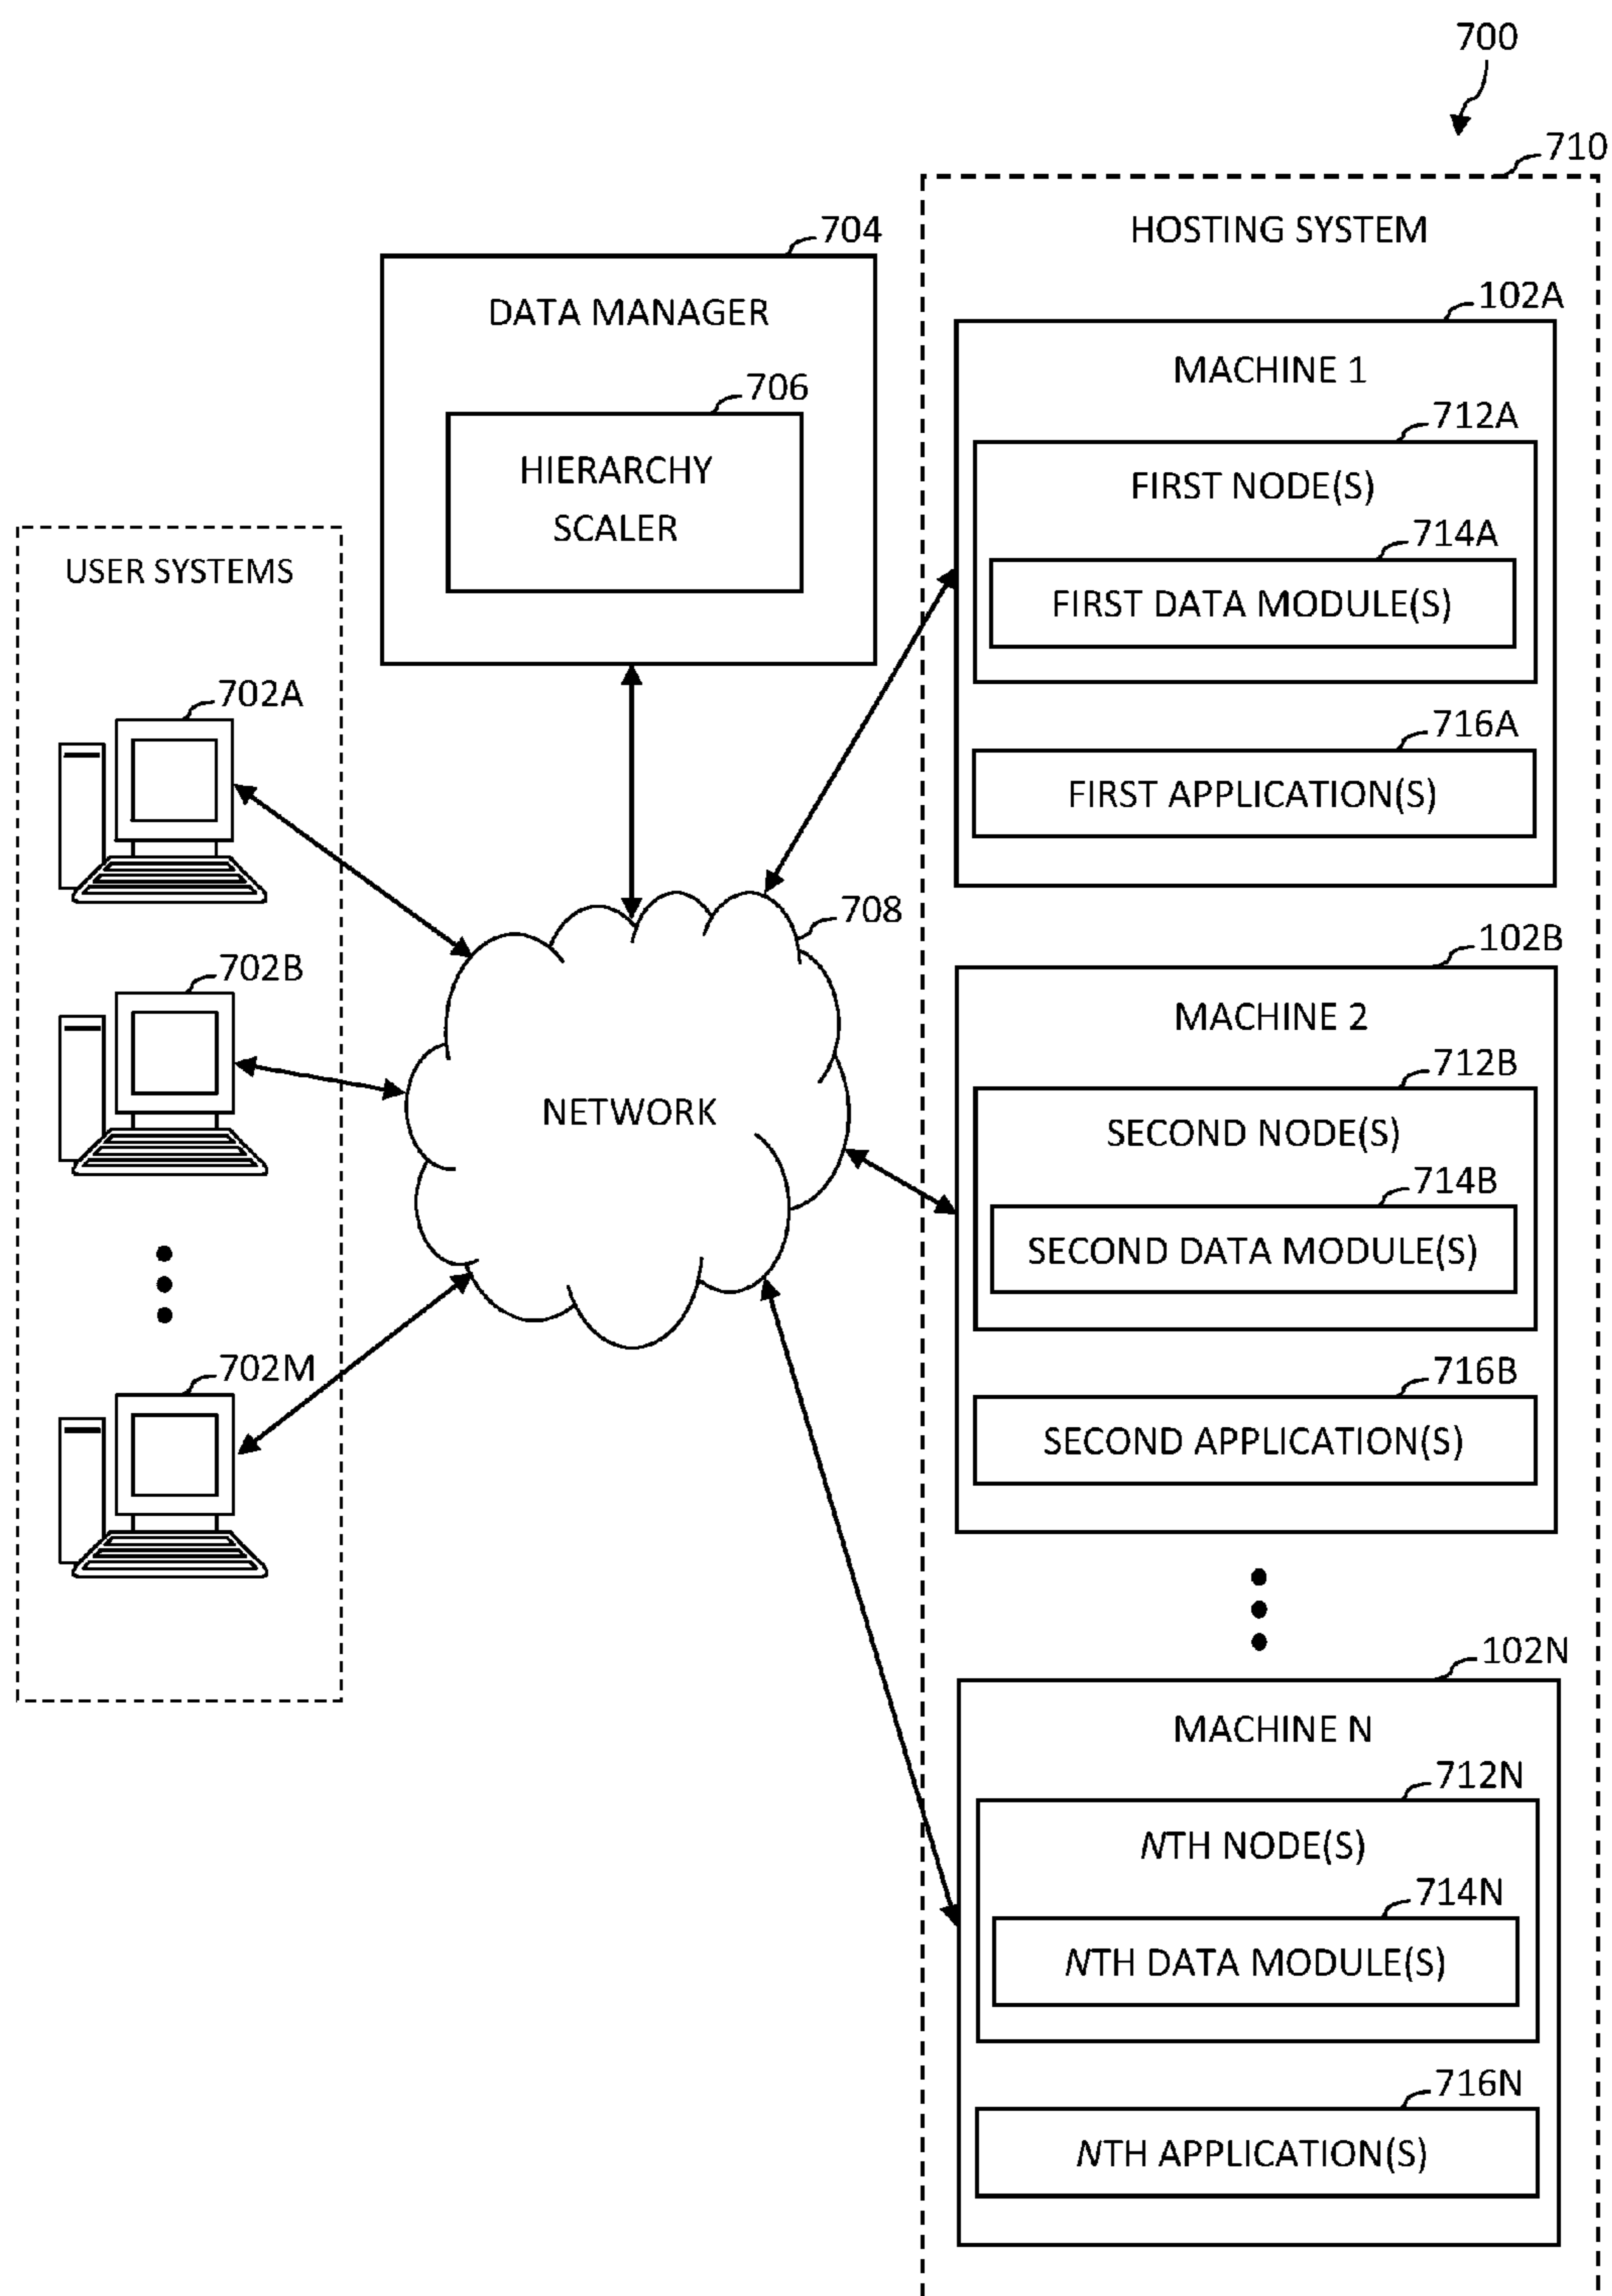 700
710
HOSTING SYSTEM
704
DATA MANAGER
102A
MACHINE 1
706
HIERARCHY
SCALER
712A
FIRST NODE(S)
714A
FIRST DATA MODULE(S)
USER SYSTEMS
702A
716A
FIRST APPLICATION(S)
708
702B
102B
MACHINE 2
712B
NETWORK
SECOND NODE(S)
714B
SECOND DATA MODULE(S)
702M
716B
SECOND APPLICATION(S)
102N
MACHINE N
712N
NTH NODE(S)
714N
NTH DATA MODULE(S)
716N
NTH APPLICATION(S)